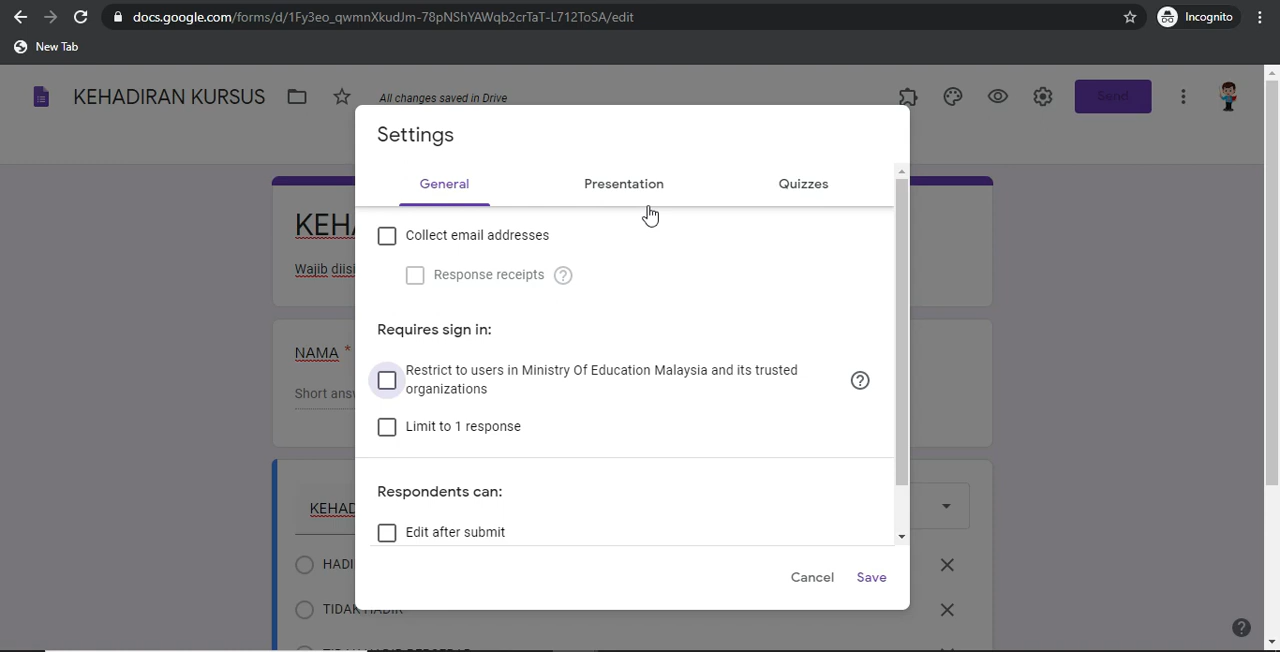 docs.google.com/forms/d/1Fy3eo_qwmnXkudJm-78pNShYAWqb2crTaT-L712ToSA/edit
Incognito
New Tab
KEHADIRAN KURSUS
All changes saved in Drive
Send
Settings
General
Presentation
Quizzes
KEHA
Collect email addresses
Wajib diisi
Response receipts
Requires sign in:
NAMA *
Restrict to users in Ministry Of Education Malaysia and its trusted
organizations
Short answ
Limit to 1 response
Respondents can:
KEHAD
Edit after submit
HADI
Cancel
Save
TIDAK HADIR